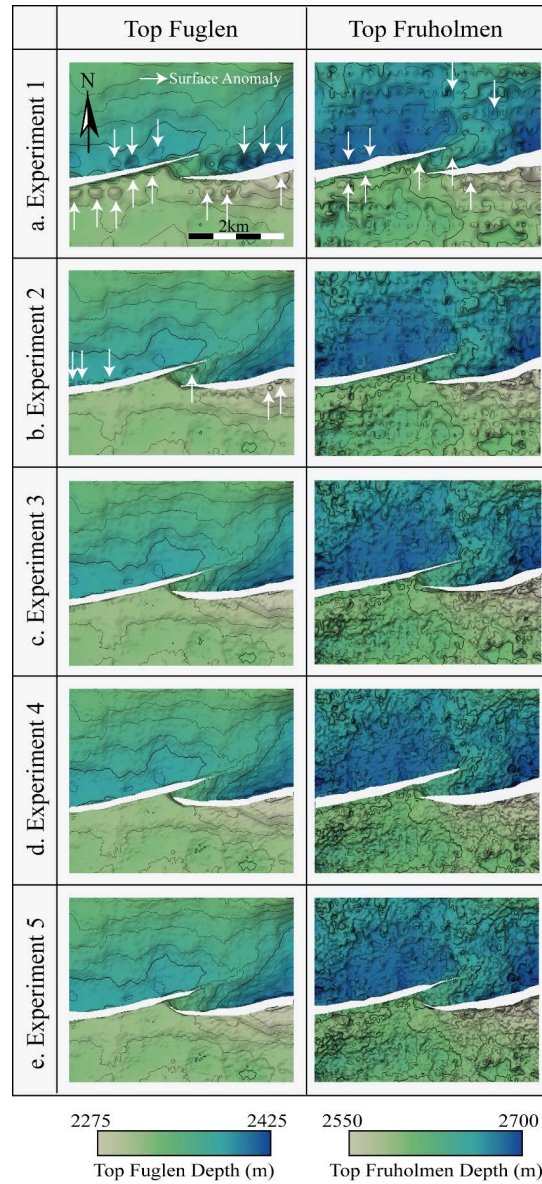 Top Fuglen
Top Fruholmen
a. Experiment 1
N
Surface Anomaly
2km
b. Experiment 2
c. Experiment 3
d. Experiment 4
e. Experiment 5
2275 2425
Top Fuglen Depth (m)
2550 2700
Top Fruholmen Depth (m)